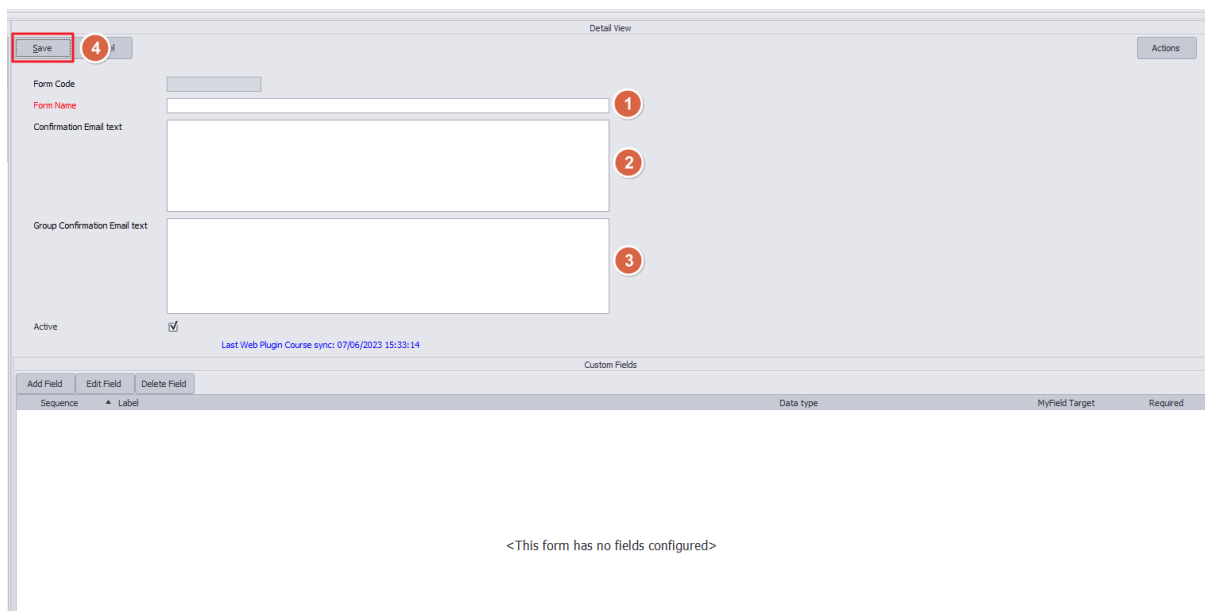 Detail View
Save
4
Actions
Form Code
Form Name
1
Confirmation Email text
2
Group Confirmation Email text
3
Active
Last Web Plugin Course sync: 07/06/2023 15:33:14
Custom Fields
Add Field Edit Field Delete Field
Sequence Label Data type MyField Target Required
<This form has no fields configured>